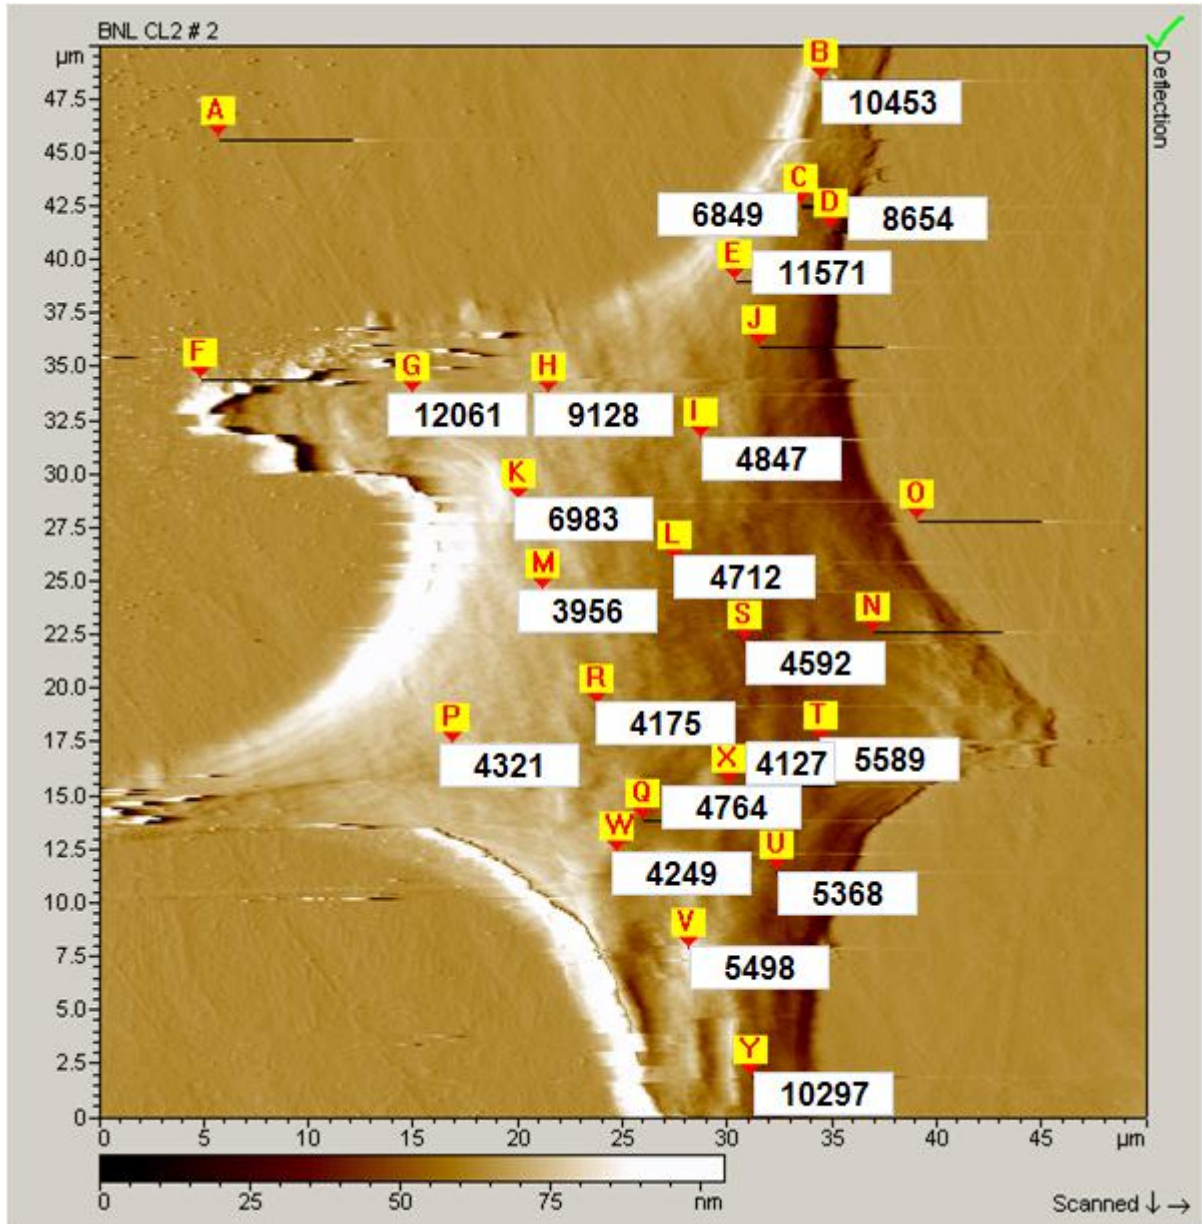 BNL CL2 # 2
µm
Deflection
47.5
45.0
42.5
40.0
37.5
35.0
32.5
30.0
27.5
25.0
22.5
20.0
17.5
15.0
12.5
10.0
7.5
5.0
2.5
0
A
B
10453
C
6849
D
8654
E
11571
J
F
G
12061
H
9128
I
4847
K
6983
O
L
4712
M
3956
N
S
4592
R
4175
P
4321
T
5589
X
4127
Q
4764
W
4249
U
5368
V
5498
Y
10297
0 5 10 15 20 25 30 35 40 45 µm
0 25 50 75 nm
Scanned ↓ →